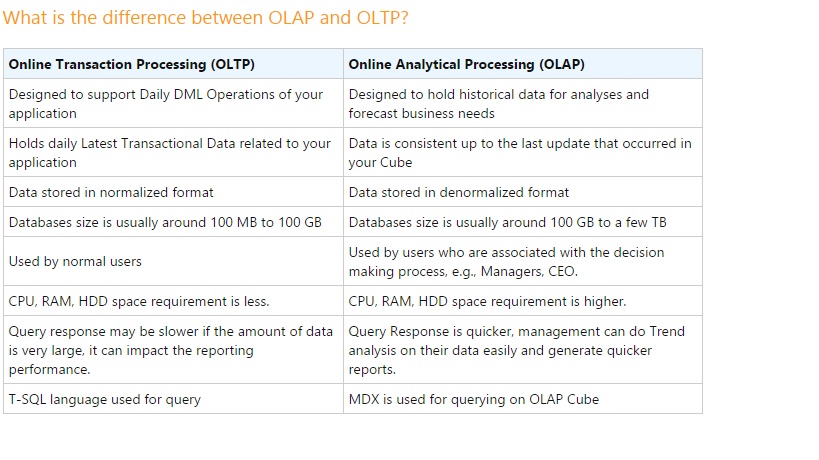 What is the difference between OLAP and OLTP?
Online Transaction Processing (OLTP)
Online Analytical Processing (OLAP)
Designed to support Daily DML Operations of your
application
Designed to hold historical data for analyses and
forecast business needs
Holds daily Latest Transactional Data related to your
application
Data is consistent up to the last update that occurred in
your Cube
Data stored in normalized format
Data stored in denormalized format
Databases size is usually around 100 MB to 100 GB
Databases size is usually around 100 GB to a few TB
Used by normal users
Used by users who are associated with the decision
making process, e.g., Managers, CEO.
CPU, RAM, HDD space requirement is less.
CPU, RAM, HDD space requirement is higher.
Query response may be slower if the amount of data
is very large, it can impact the reporting
performance.
Query Response is quicker, management can do Trend
analysis on their data easily and generate quicker
reports.
T-SQL language used for query
MDX is used for querying on OLAP Cube